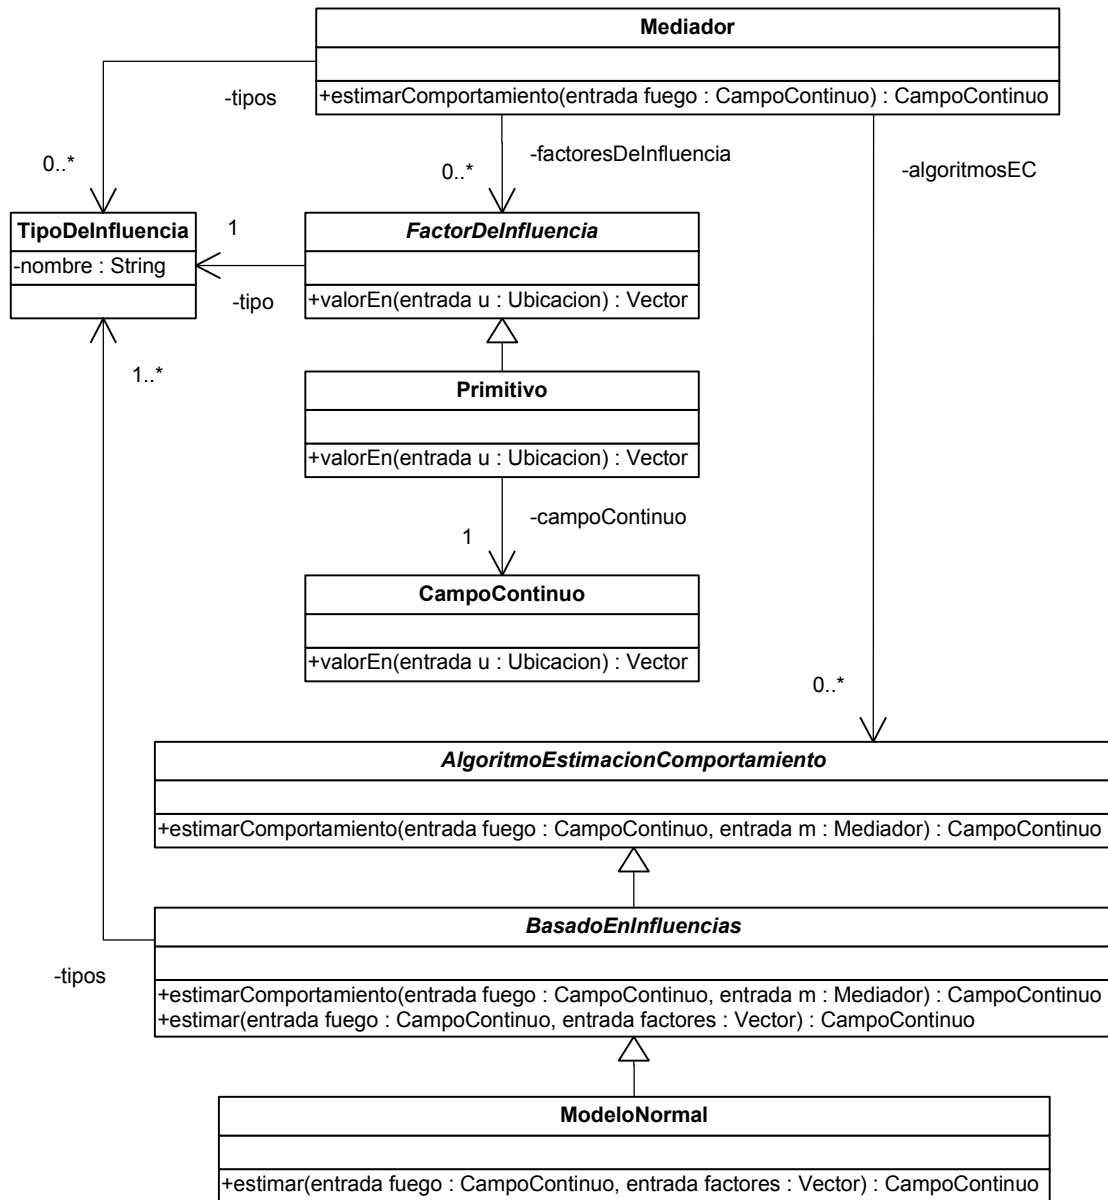 Mediador
+estimarComportamiento(entrada fuego : CampoContinuo) : CampoContinuo
-tipos
0..*
-factoresDeInfluencia
0..*
-algoritmosEC
TipoDeInfluencia
-nombre : String
1
-tipo
FactorDeInfluencia
+valorEn(entrada u : Ubicacion) : Vector
1..*
Primitivo
+valorEn(entrada u : Ubicacion) : Vector
-campoContinuo
1
CampoContinuo
+valorEn(entrada u : Ubicacion) : Vector
0..*
AlgoritmoEstimacionComportamiento
+estimarComportamiento(entrada fuego : CampoContinuo, entrada m : Mediador) : CampoContinuo
BasadoEnInfluencias
-tipos
+estimarComportamiento(entrada fuego : CampoContinuo, entrada m : Mediador) : CampoContinuo
+estimar(entrada fuego : CampoContinuo, entrada factores : Vector) : CampoContinuo
ModeloNormal
+estimar(entrada fuego : CampoContinuo, entrada factores : Vector) : CampoContinuo